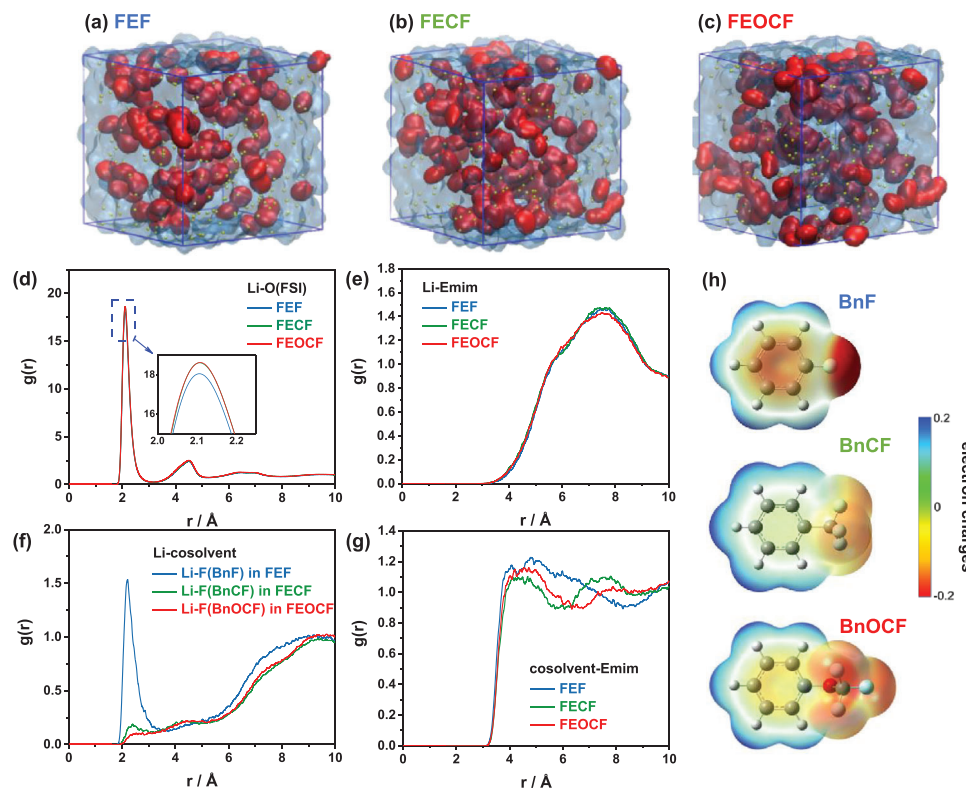 (a) FEF
(b) FECF
(c) FEOCF
(d)
Li-O(FSI)
FEF
FECF
FEOCF
g(r)
20
15
10
5
0
18
16
2.0 2.1 2.2
0 2 4 6 8 10
r / Å
(e)
Li-Emim
FEF
FECF
FEOCF
g(r)
1.8
1.6
1.4
1.2
1.0
0.8
0.6
0.4
0.2
0.0
0 2 4 6 8 10
r / Å
(f)
Li-cosolvent
Li-F(BnF) in FEF
Li-F(BnCF) in FECF
Li-F(BnOCF) in FEOCF
g(r)
2.0
1.5
1.0
0.5
0.0
0 2 4 6 8 10
r / Å
(g)
cosolvent-Emim
FEF
FECF
FEOCF
g(r)
1.4
1.2
1.0
0.8
0.6
0.4
0.2
0.0
0 2 4 6 8 10
r / Å
(h)
BnF
BnCF
BnOCF
0.2
0
-0.2
electron charges